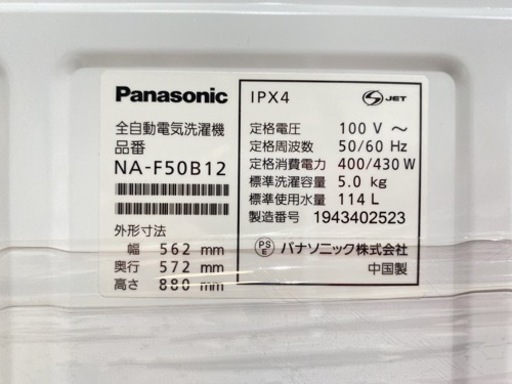 Panasonic
全自動電気洗濯機
品番
NA-F50B12
外形寸法
幅 562 mm
奥行 572 mm
高さ 880 mm
IPX4
S JET
定格電圧 100 V ～
定格周波数 50/60 Hz
定格消費電力 400/430 W
標準洗濯容量 5.0 kg
標準使用水量 114 L
製造番号 1943402523
PSE パナソニック株式会社
中国製